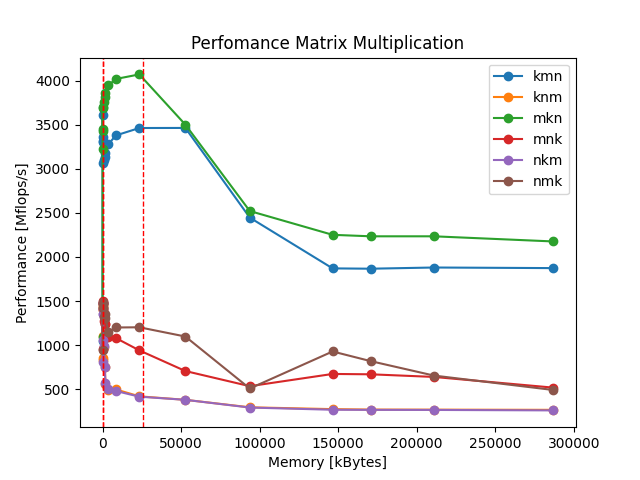 Perfomance Matrix Multiplication
Performance [Mflops/s]
4000
3500
3000
2500
2000
1500
1000
500
kmn
knm
mkn
mnk
nkm
nmk
0 50000 100000 150000 200000 250000 300000
Memory [kBytes]